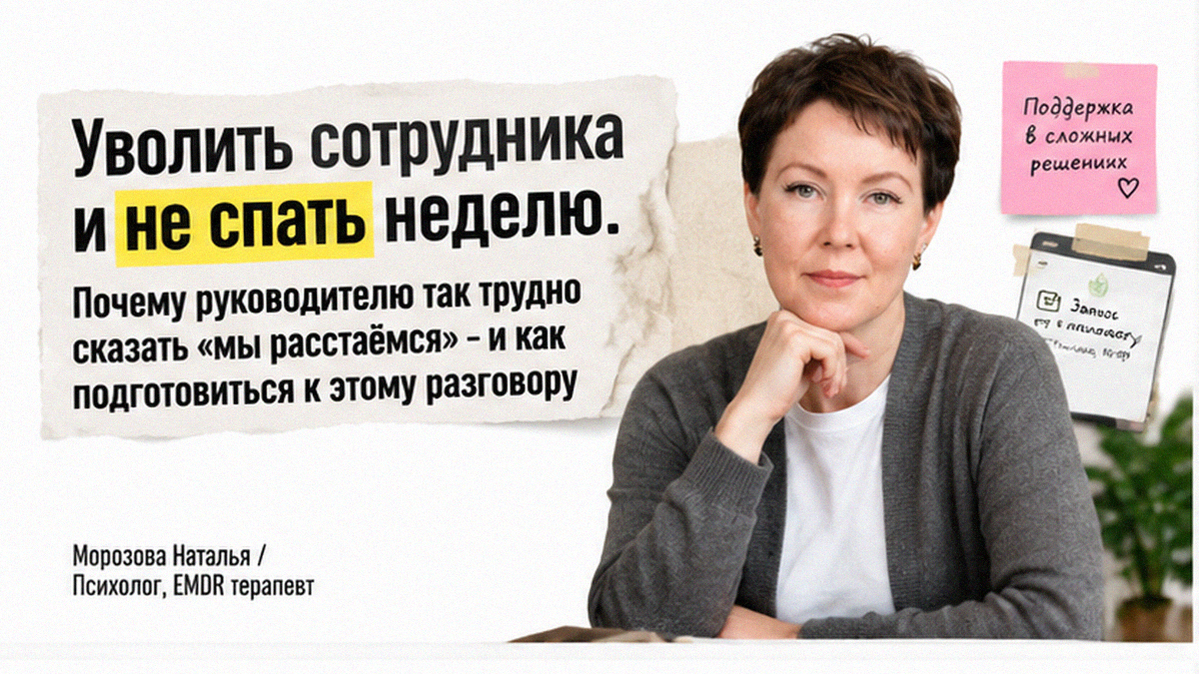 Уволить сотрудника
и не спать неделю.
Почему руководителю так трудно
сказать «мы расстаёмся» - и как
подготовиться к этому разговору
Морозова Наталья /
Психолог, EMDR терапевт
Поддержка
в сложных
решениях